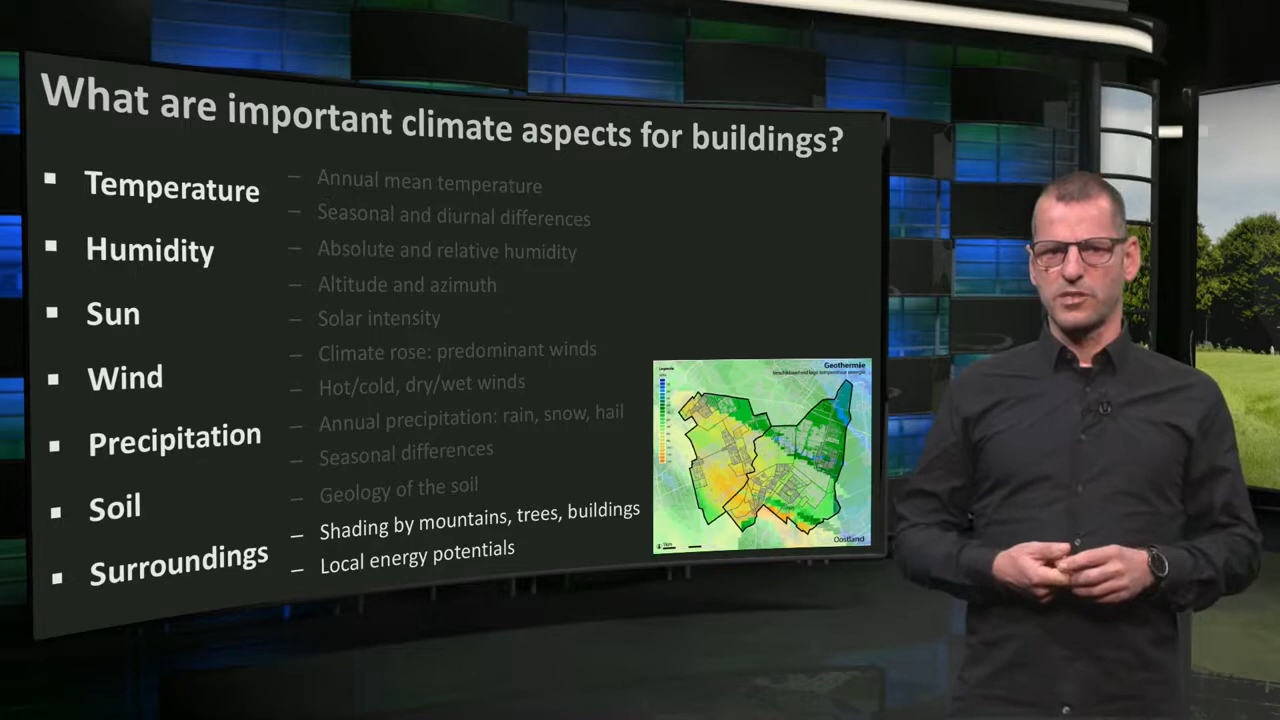 What are important climate aspects for buildings?
Temperature
– Annual mean temperature
– Seasonal and diurnal differences
Humidity
– Absolute and relative humidity
Sun
– Altitude and azimuth
– Solar intensity
Wind
– Climate rose: predominant winds
– Hot/cold, dry/wet winds
Precipitation
– Annual precipitation: rain, snow, hail
– Seasonal differences
Soil
– Geology of the soil
Surroundings
– Shading by mountains, trees, buildings
– Local energy potentials
Geothermie
Oostland